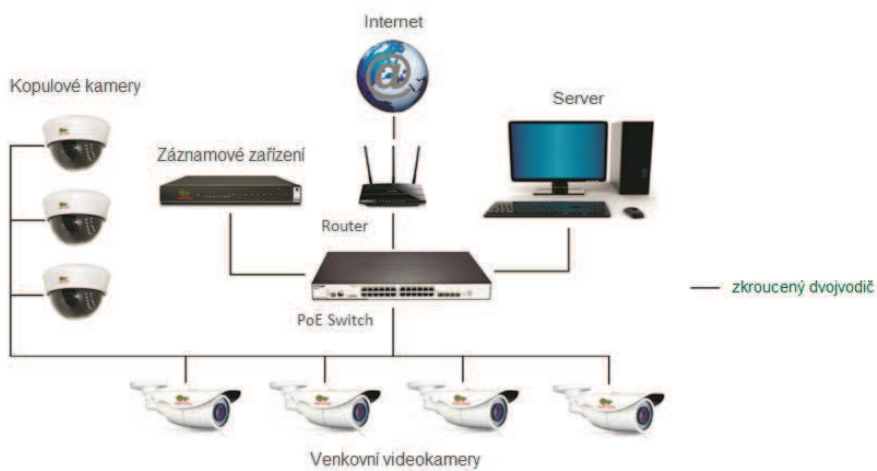 Internet
Kopulové kamery
Server
Záznamové zařízení
Router
PoE Switch
zkroucený dvojvodič
Venkovní videokamery